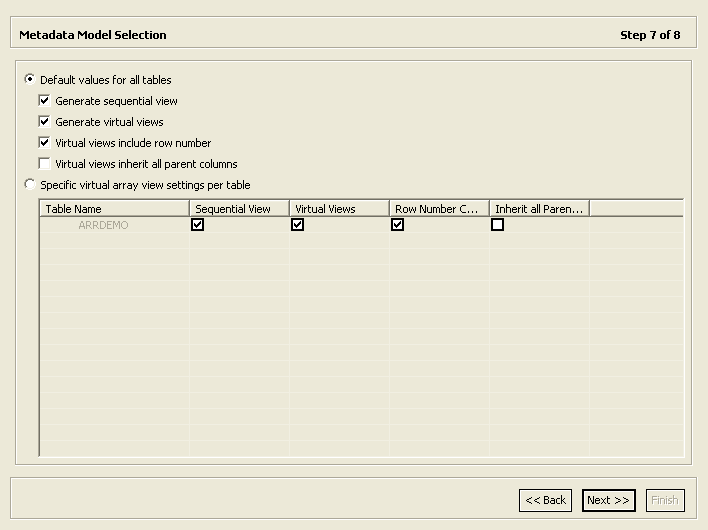 Metadata Model Selection Step 7 of 8
Default values for all tables
Generate sequential view
Generate virtual views
Virtual views include row number
Virtual views inherit all parent columns
Specific virtual array view settings per table
Table Name Sequential View Virtual Views Row Number C... Inherit all Paren...
ARRDEMO
<< Back Next >> Finish